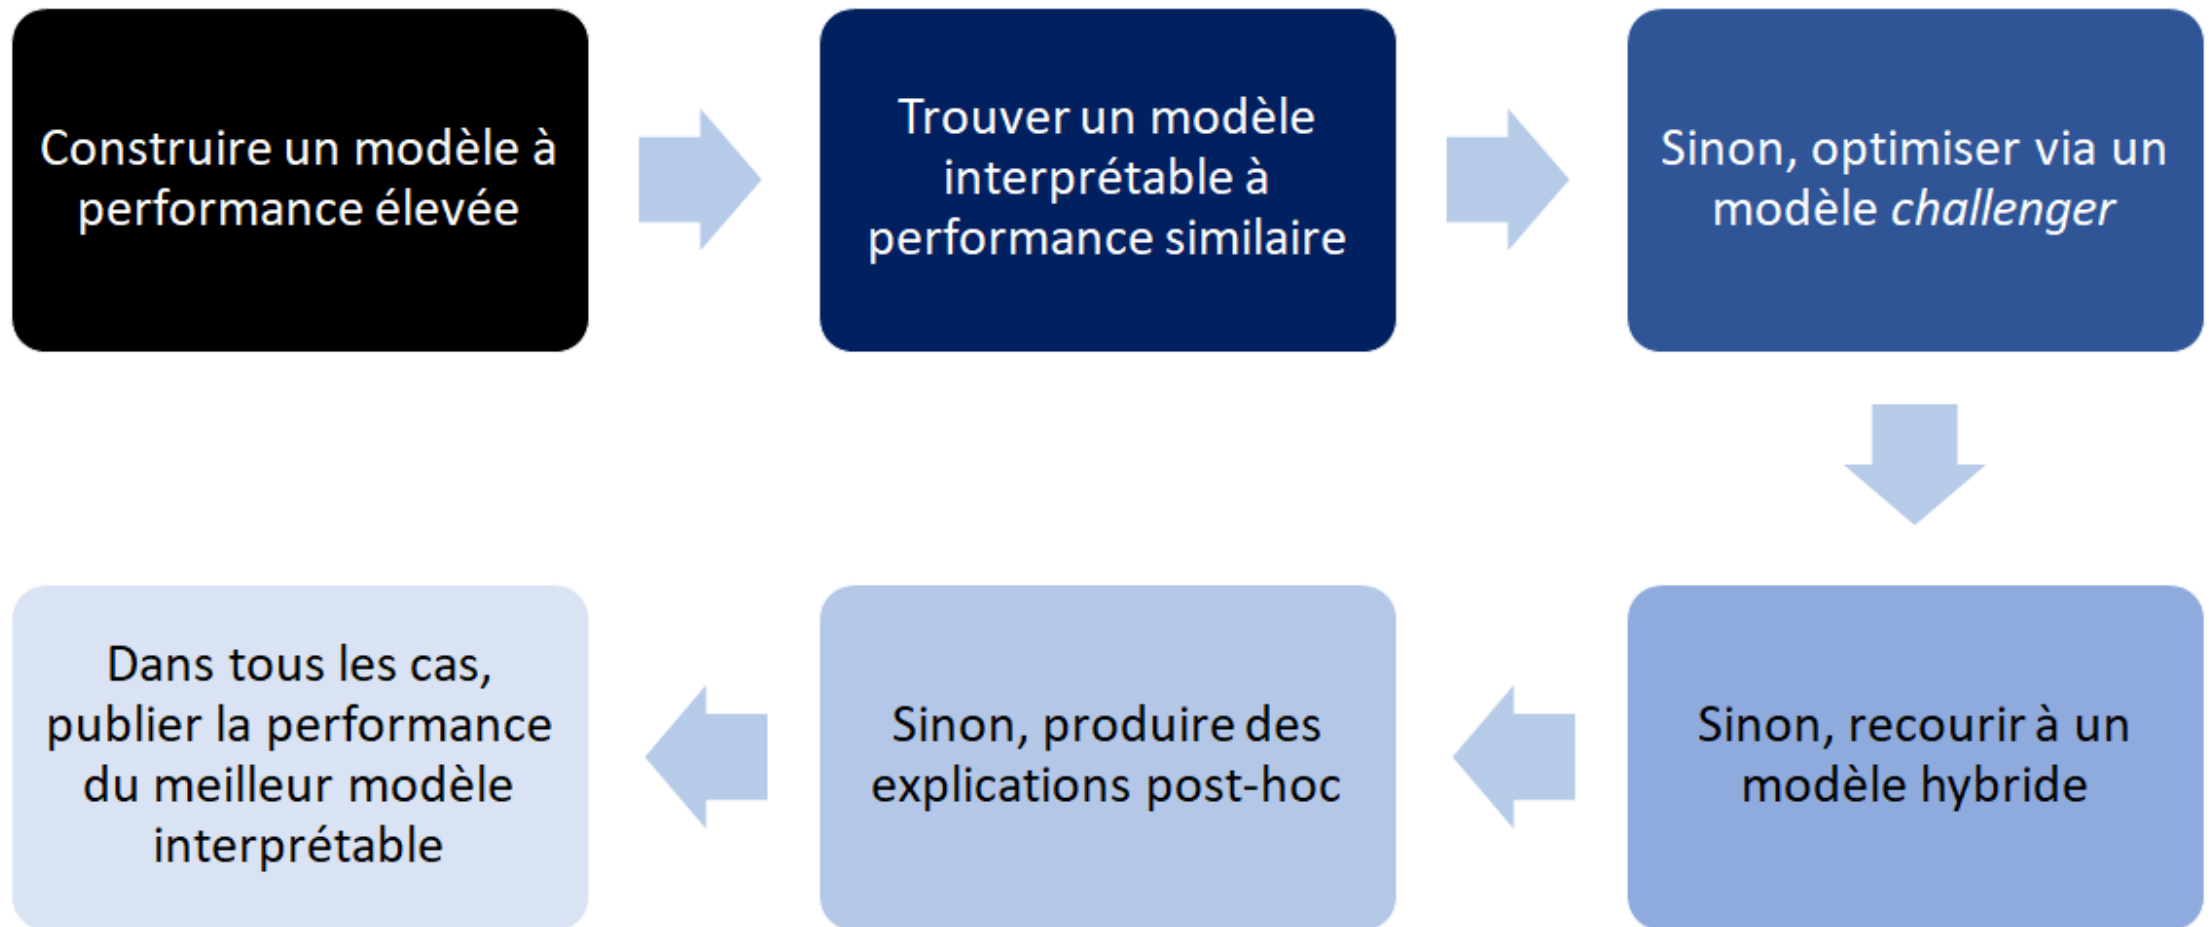 Construire un modèle à
performance élevée
Trouver un modèle
interprétable à
performance similaire
Sinon, optimiser via un
modèle challenger
Sinon, recourir à un
modèle hybride
Sinon, produire des
explications post-hoc
Dans tous les cas,
publier la performance
du meilleur modèle
interprétable